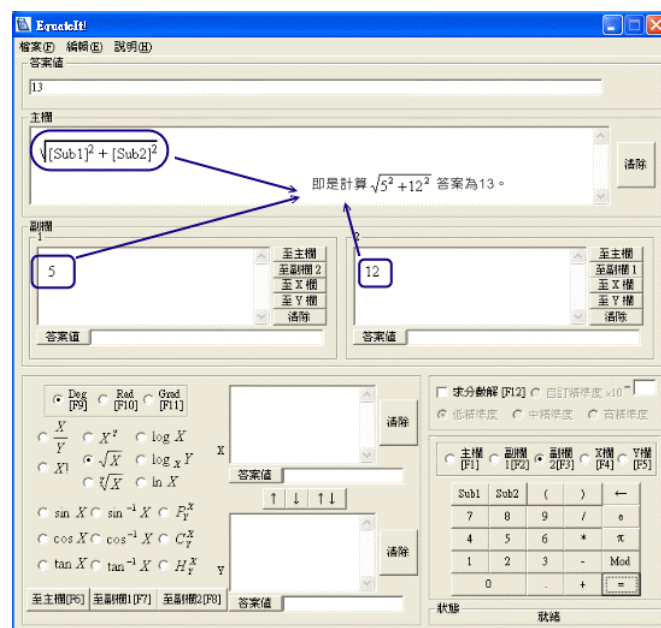 EquateIt!
檔案(F) 編輯(E) 說明(H)
答案值
13
主欄
√[Sub1]² + [Sub2]²
清除
即是計算 √5² +12² 答案為13。
副欄
1
5
至主欄
至副欄 2
至 X 欄
至 Y 欄
清除
答案值
2
12
至主欄
至副欄 1
至 X 欄
至 Y 欄
清除
答案值
Deg [F9] Rad [F10] Grad [F11]
X/Y X^Y log X
X! √X log_X Y
ʸ√X ln X
sin X sin⁻¹ X P_Y^X
cos X cos⁻¹ X C_Y^X
tan X tan⁻¹ X H_Y^X
至主欄[F6] 至副欄1[F7] 至副欄2[F8]
X
清除
答案值
↑ ↓ ↑↓
Y
清除
答案值
求分數解 [F12] 自訂精準度 ×10 -
低精準度 中精準度 高精準度
主欄 [F1] 副欄 1[F2] 副欄 2[F3] X欄 [F4] Y欄 [F5]
Sub1 Sub2 ( ) ←
7 8 9 / e
4 5 6 * π
1 2 3 - Mod
0 . + =
狀態
就緒